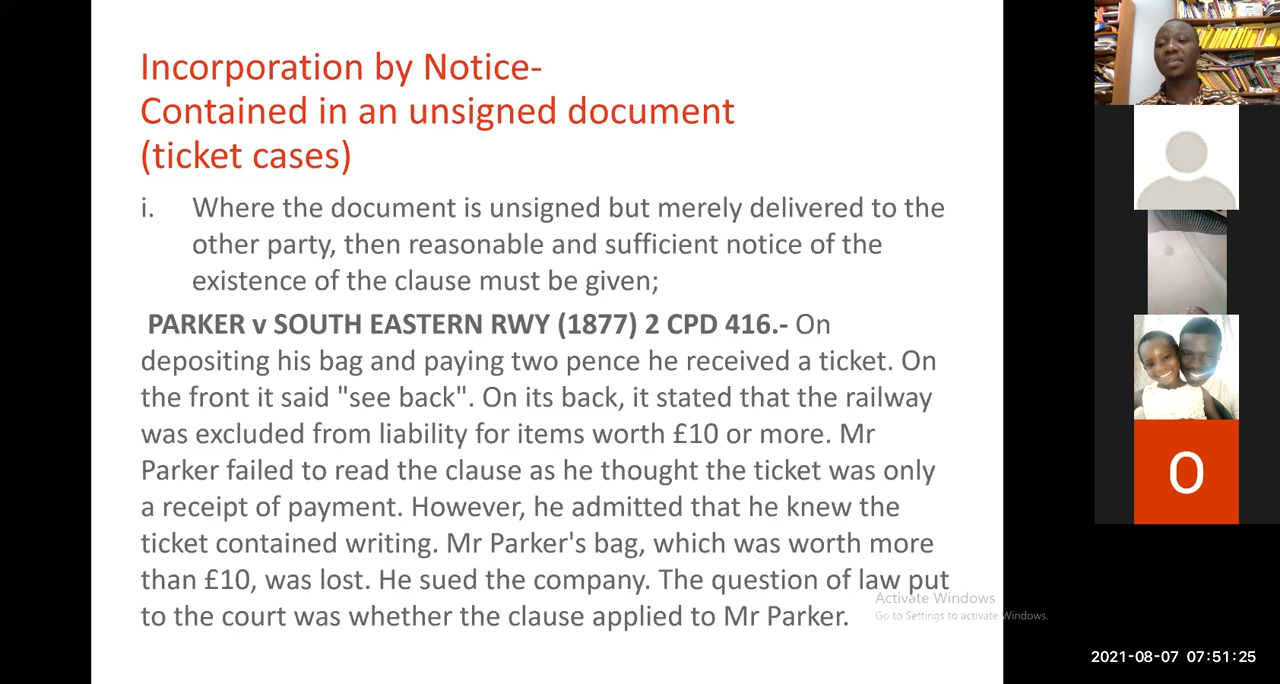 Incorporation by Notice-
Contained in an unsigned document
(ticket cases)
i. Where the document is unsigned but merely delivered to the
other party, then reasonable and sufficient notice of the
existence of the clause must be given;
PARKER v SOUTH EASTERN RWY (1877) 2 CPD 416.- On
depositing his bag and paying two pence he received a ticket. On
the front it said "see back". On its back, it stated that the railway
was excluded from liability for items worth £10 or more. Mr
Parker failed to read the clause as he thought the ticket was only
a receipt of payment. However, he admitted that he knew the
ticket contained writing. Mr Parker's bag, which was worth more
than £10, was lost. He sued the company. The question of law put
to the court was whether the clause applied to Mr Parker.
Activate Windows
Go to Settings to activate Windows.
O
2021-08-07 07:51:25